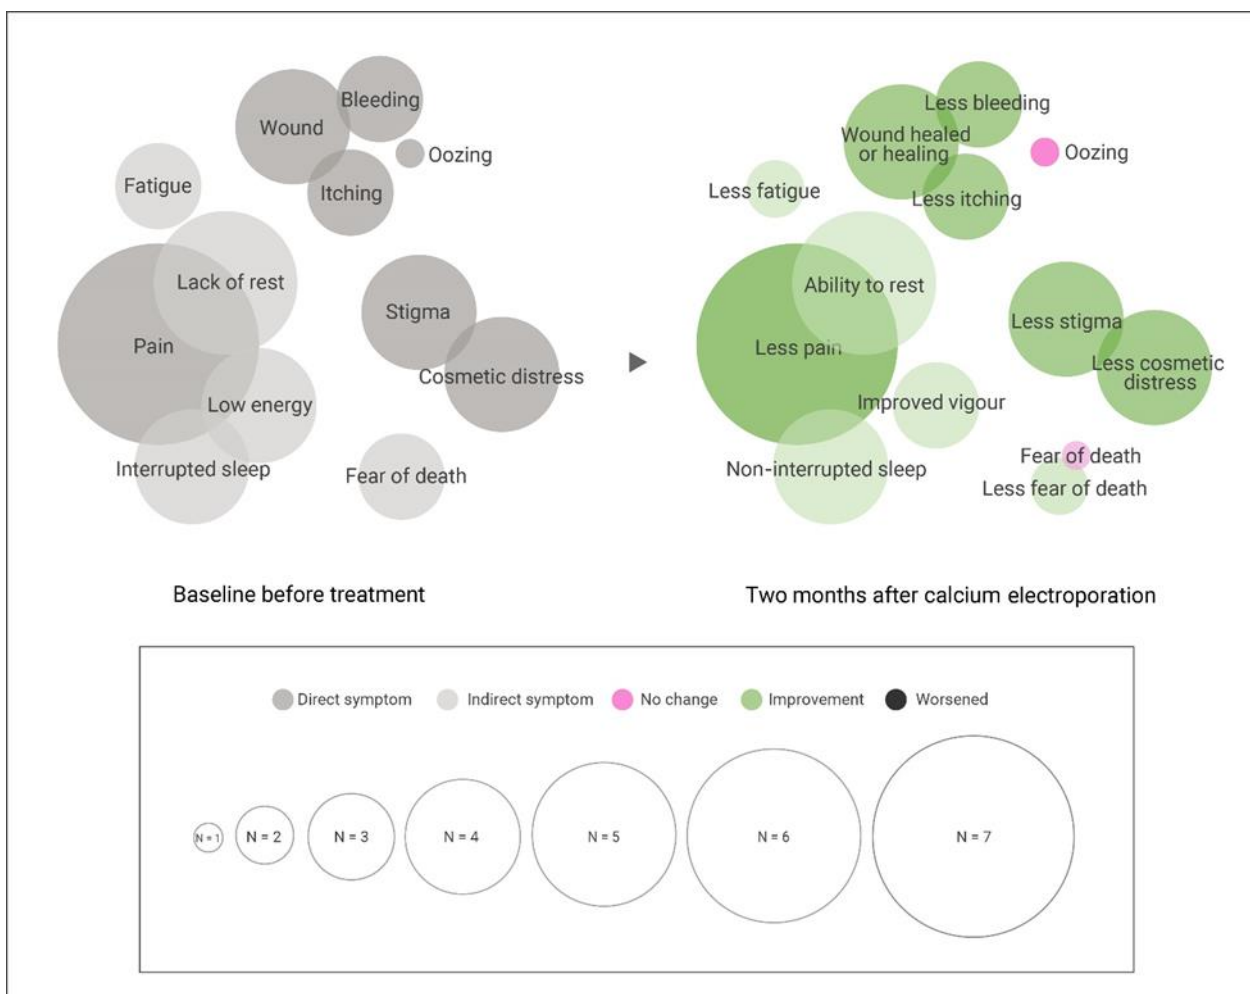 Bleeding
Wound
Oozing
Fatigue
Itching
Lack of rest
Stigma
Pain
Cosmetic distress
Low energy
Interrupted sleep
Fear of death
Baseline before treatment
Less bleeding
Wound healed
or healing
Oozing
Less fatigue
Less itching
Ability to rest
Less stigma
Less pain
Less cosmetic
distress
Improved vigour
Fear of death
Non-interrupted sleep
Less fear of death
Two months after calcium electroporation
Direct symptom
Indirect symptom
No change
Improvement
Worsened
N = 1
N = 2
N = 3
N = 4
N = 5
N = 6
N = 7